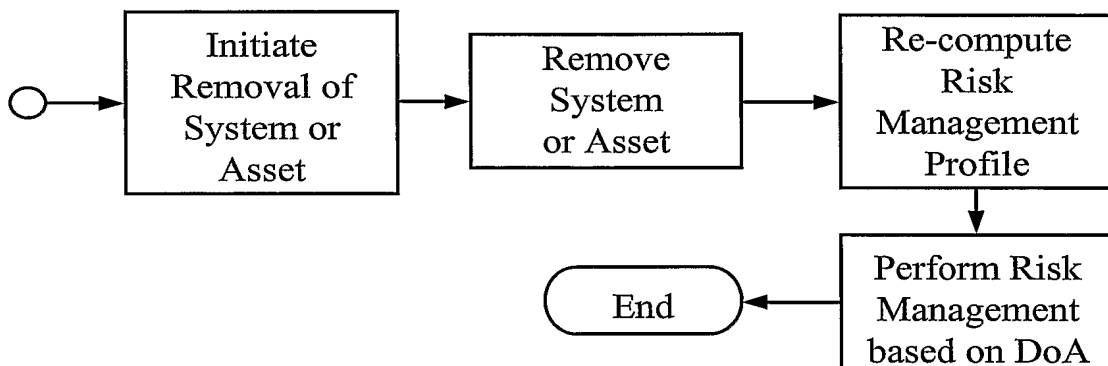 Initiate
Removal of
System or
Asset
Remove
System
or Asset
Re-compute
Risk
Management
Profile
Perform Risk
Management
based on DoA
End